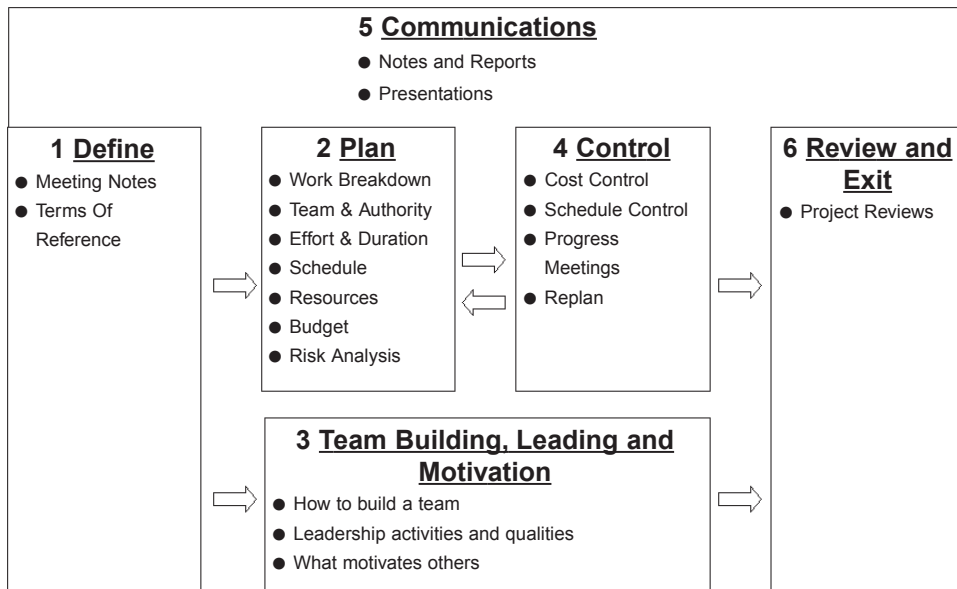 5 Communications
● Notes and Reports
● Presentations
1 Define
● Meeting Notes
● Terms Of
Reference
2 Plan
● Work Breakdown
● Team & Authority
● Effort & Duration
● Schedule
● Resources
● Budget
● Risk Analysis
4 Control
● Cost Control
● Schedule Control
● Progress
Meetings
● Replan
6 Review and
Exit
● Project Reviews
3 Team Building, Leading and
Motivation
● How to build a team
● Leadership activities and qualities
● What motivates others